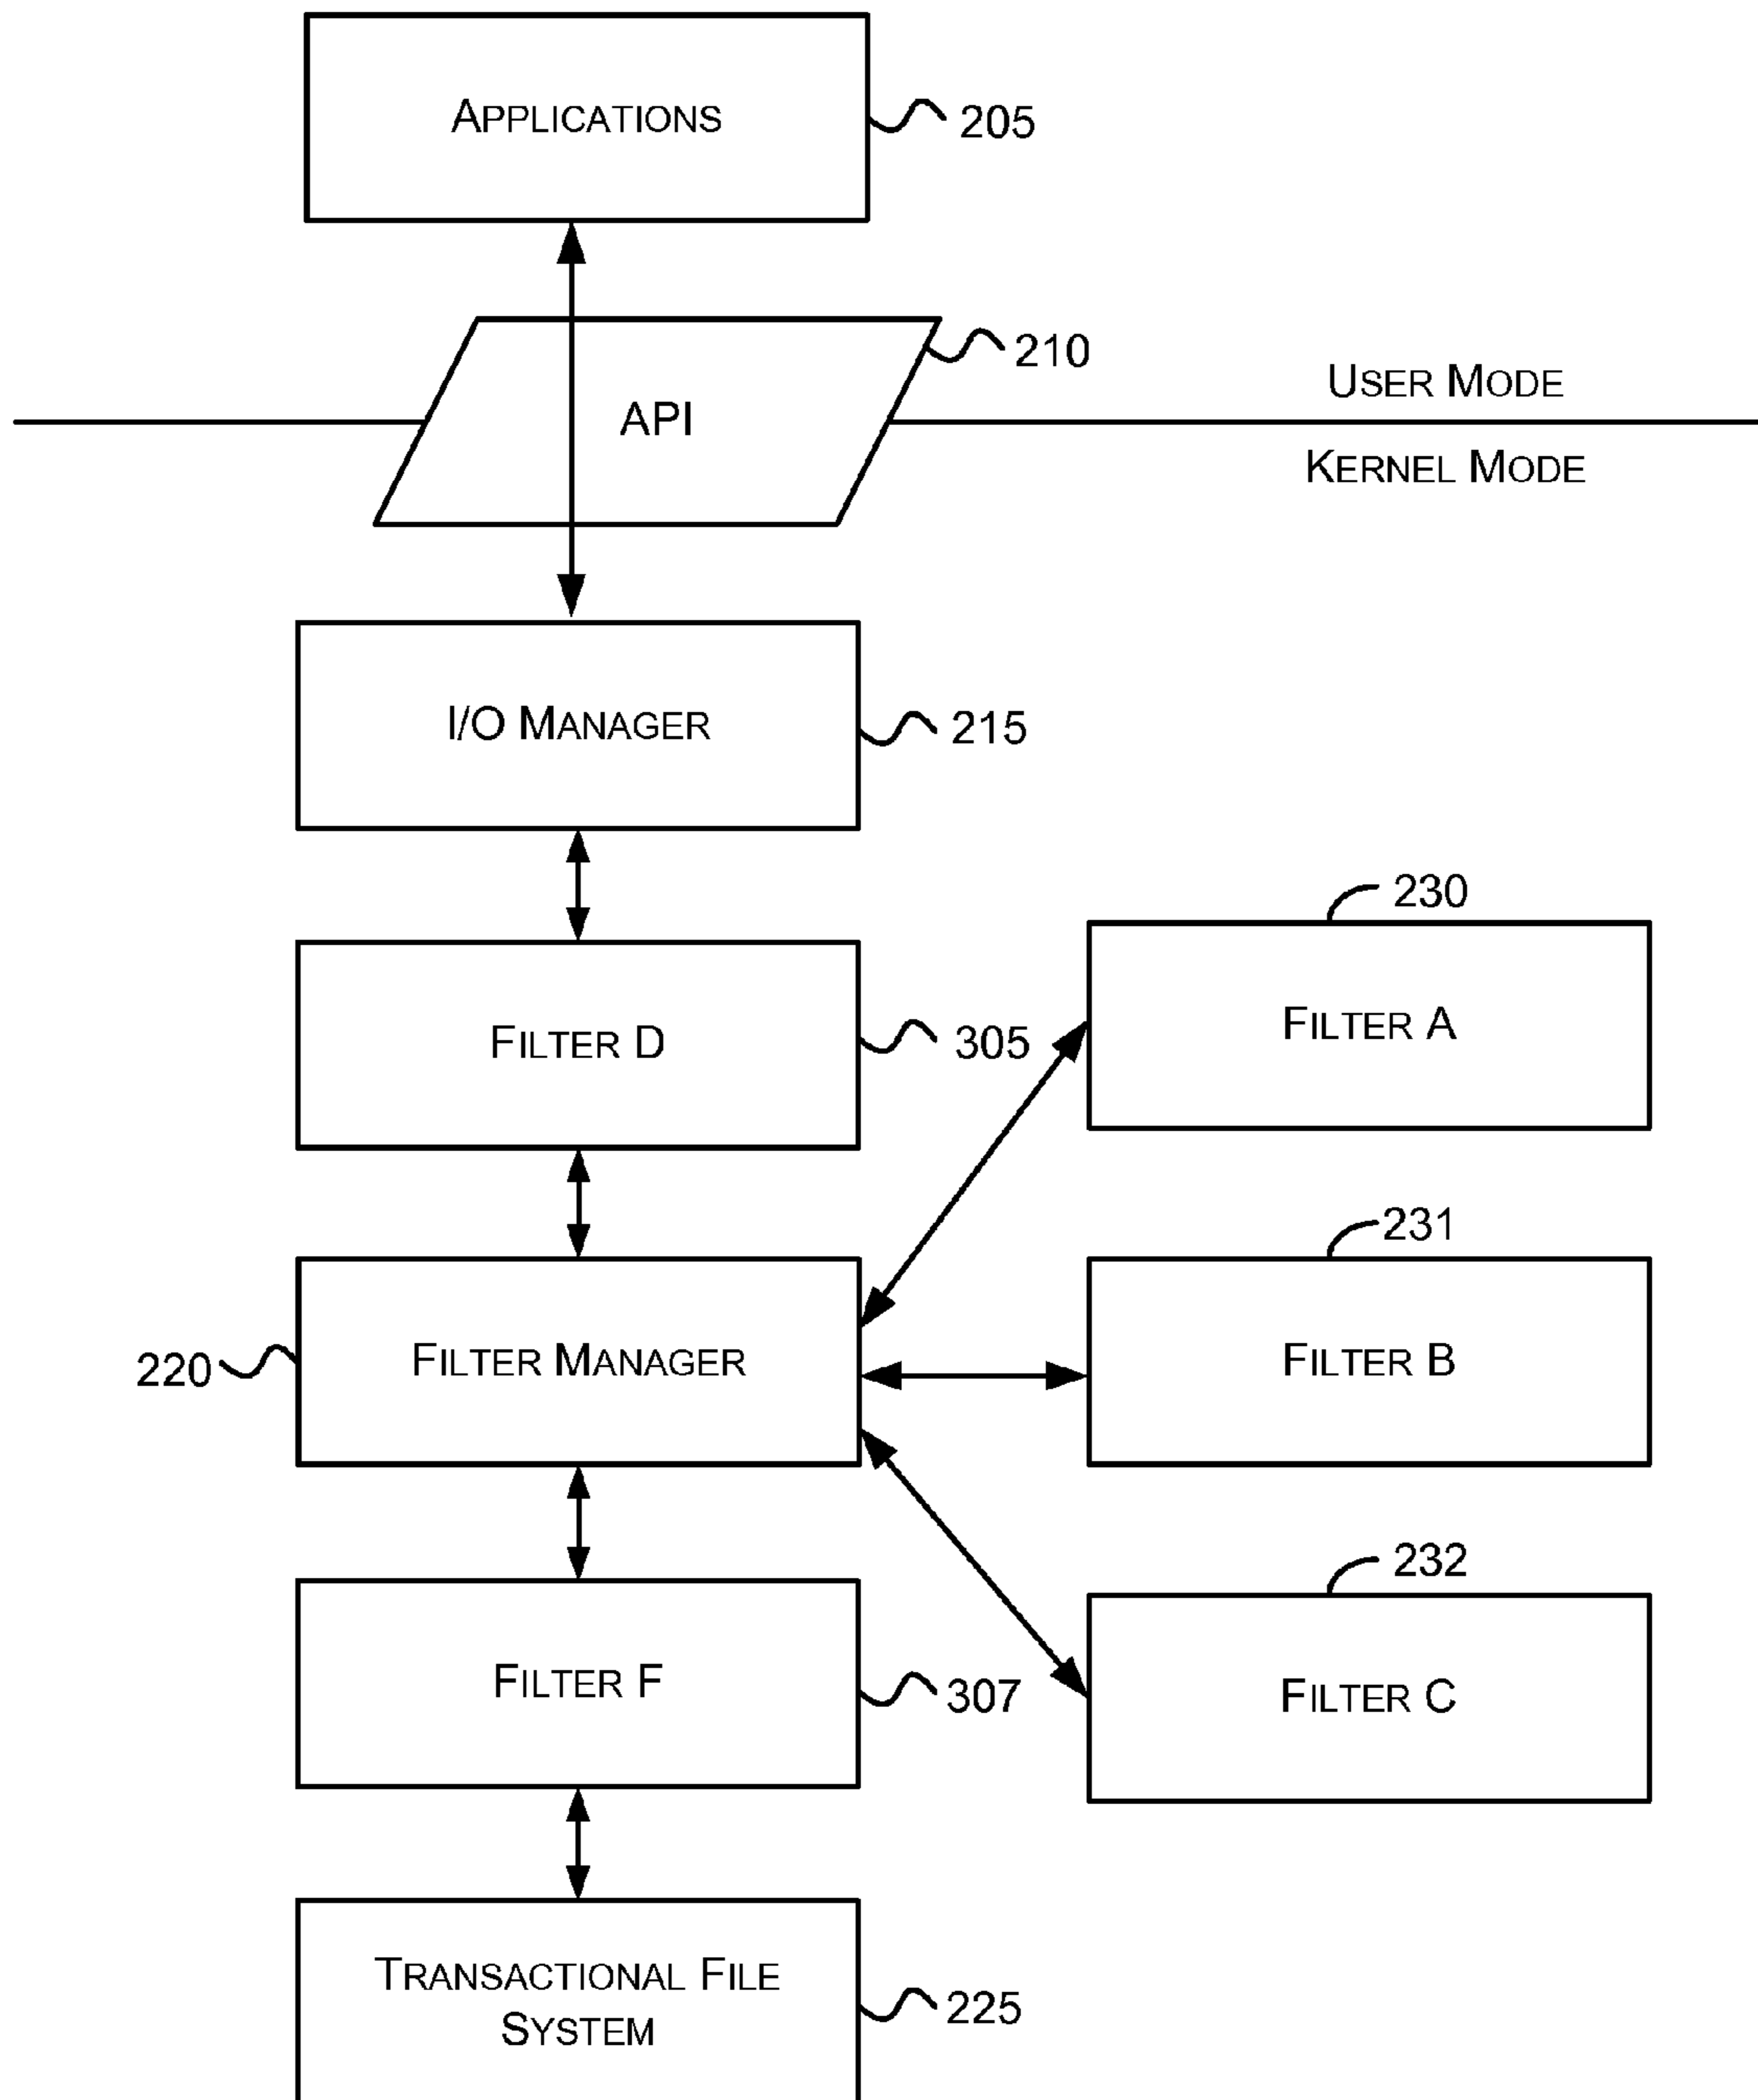 APPLICATIONS
205
210
API
USER MODE
KERNEL MODE
I/O MANAGER
215
230
FILTER D
305
FILTER A
231
220
FILTER MANAGER
FILTER B
232
FILTER F
307
FILTER C
TRANSACTIONAL FILE
SYSTEM
225